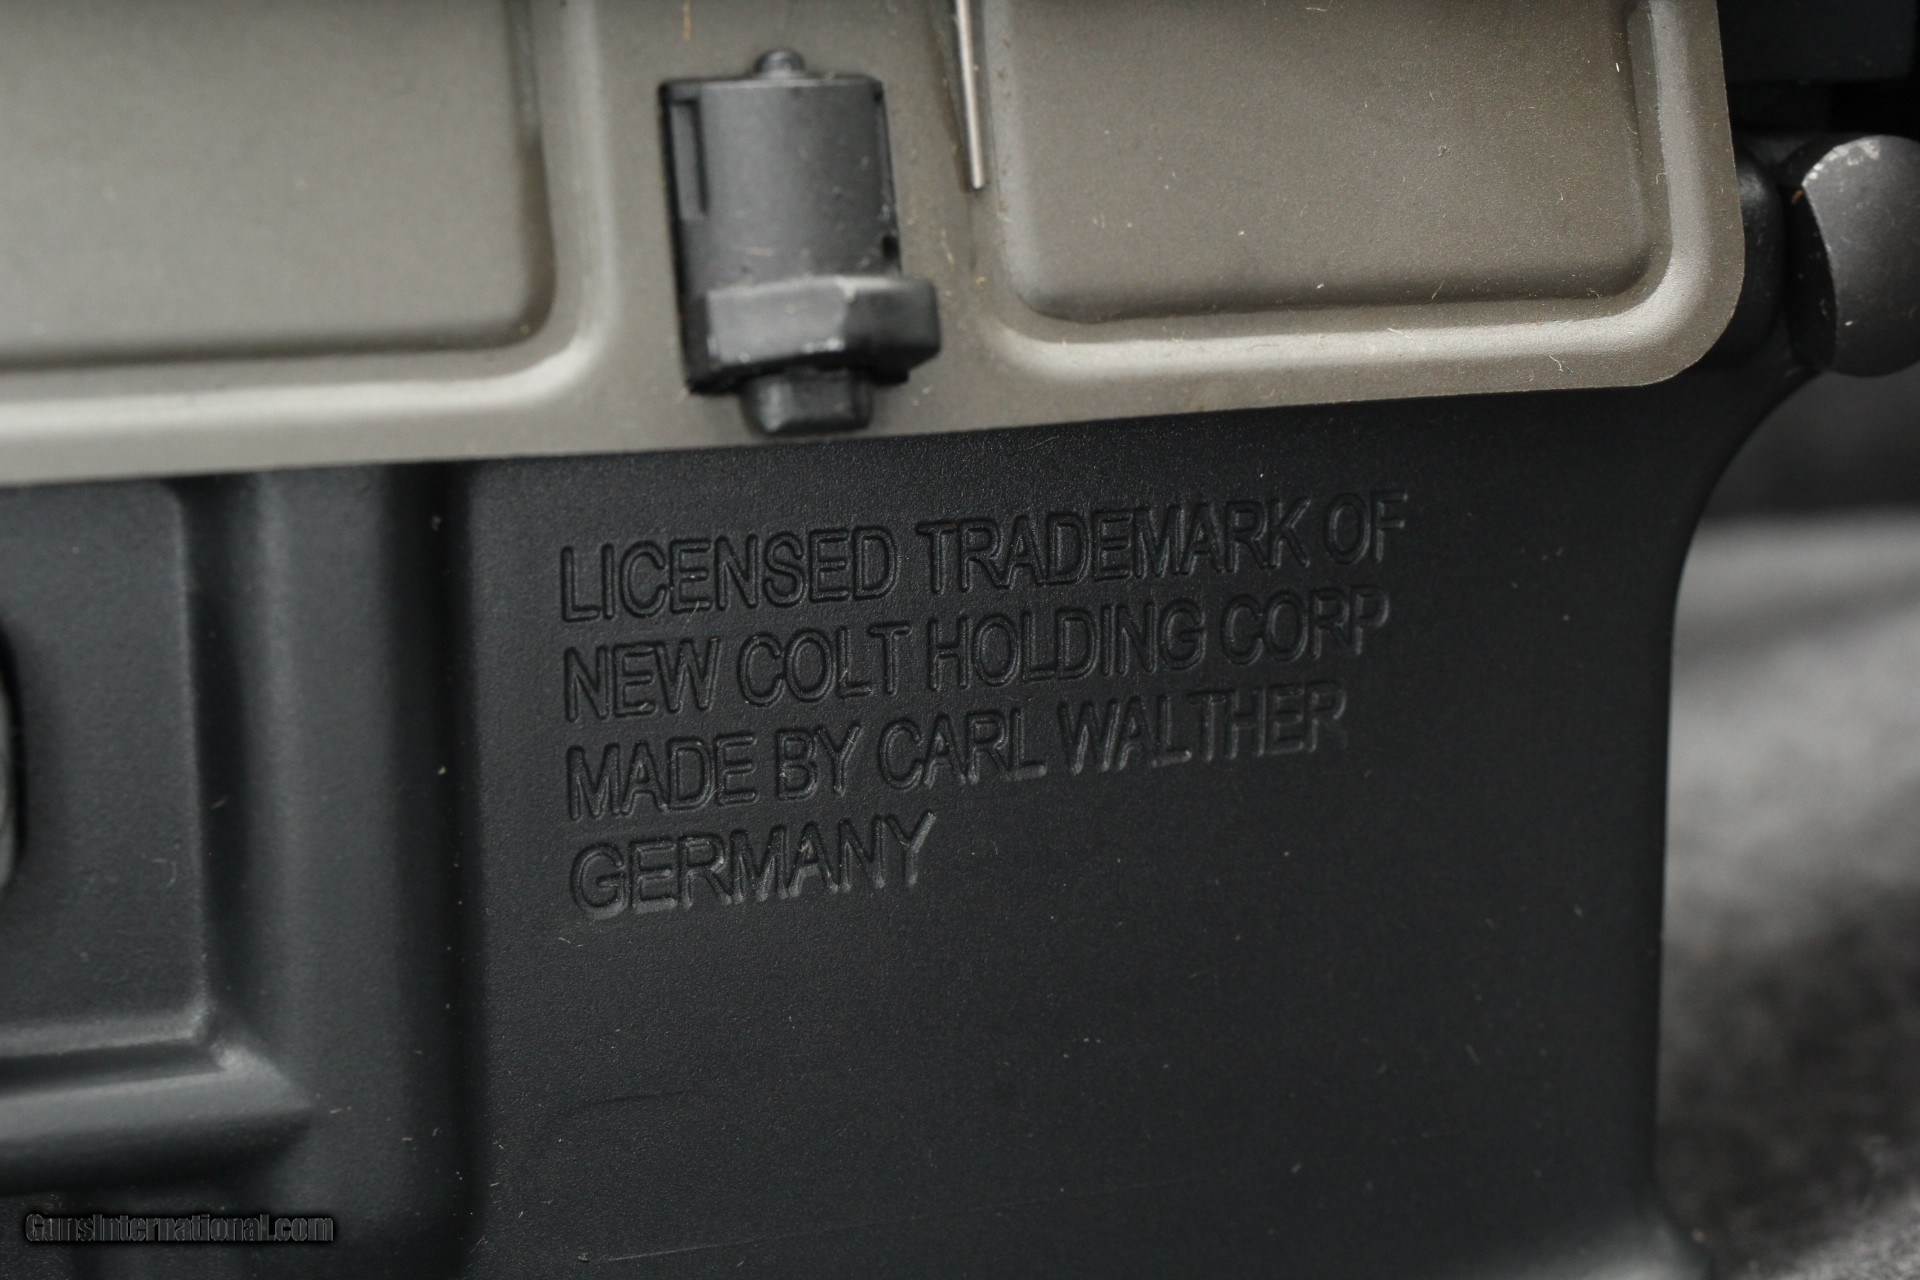 LICENSED TRADEMARK OF
NEW COLT HOLDING CORP
MADE BY CARL WALTHER
GERMANY
GunsInternational.com